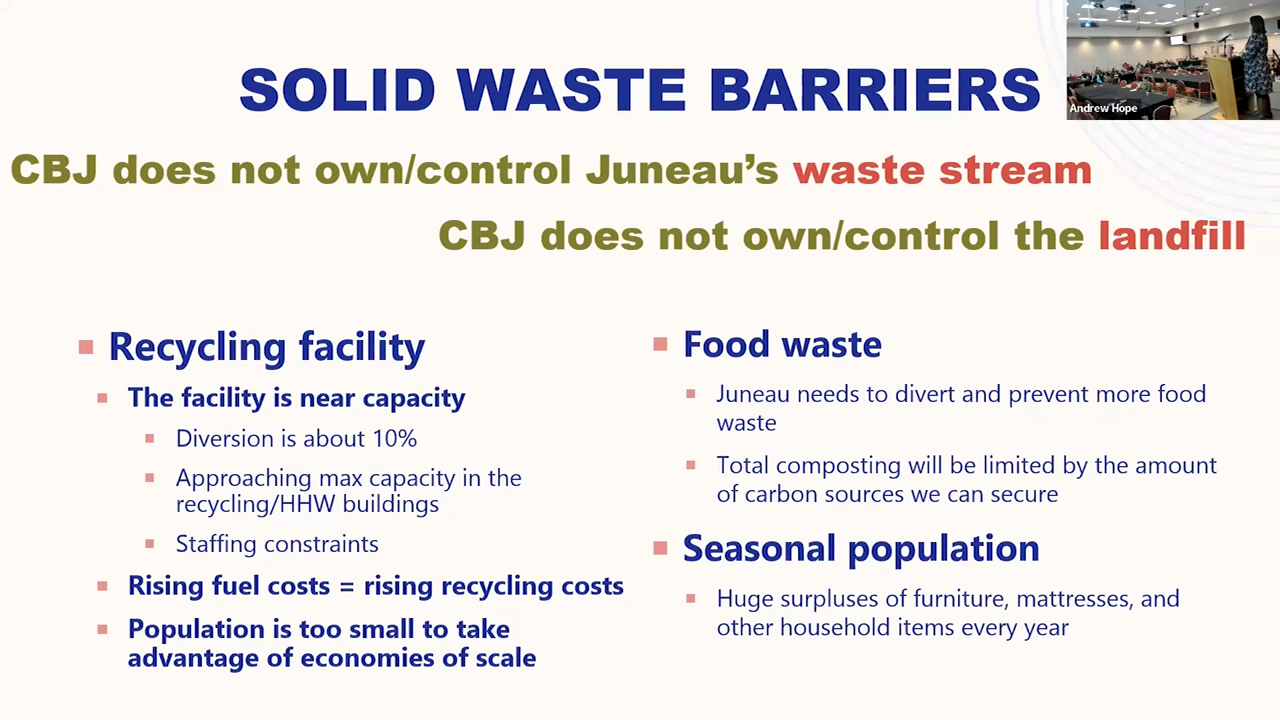 SOLID WASTE BARRIERS
Andrew Hope
CBJ does not own/control Juneau's waste stream
CBJ does not own/control the landfill
Recycling facility
The facility is near capacity
Diversion is about 10%
Approaching max capacity in the
recycling/HHW buildings
Staffing constraints
Rising fuel costs = rising recycling costs
Population is too small to take
advantage of economies of scale
Food waste
Juneau needs to divert and prevent more food
waste
Total composting will be limited by the amount
of carbon sources we can secure
Seasonal population
Huge surpluses of furniture, mattresses, and
other household items every year